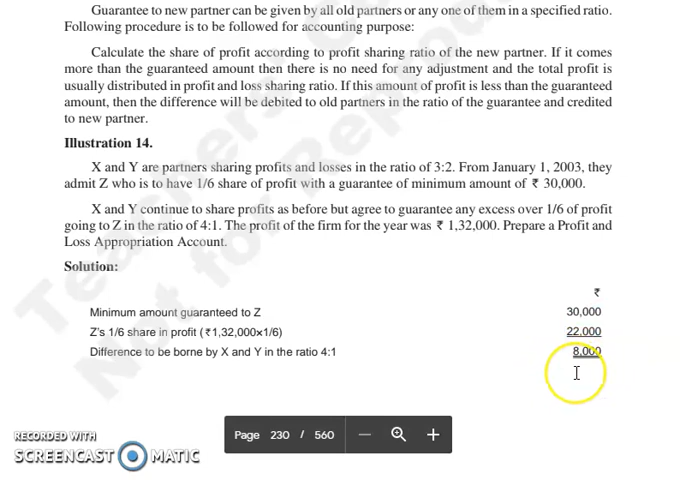 Guarantee to new partner can be given by all old partners or any one of them in a specified ratio.
Following procedure is to be followed for accounting purpose:
Calculate the share of profit according to profit sharing ratio of the new partner. If it comes
more than the guaranteed amount then there is no need for any adjustment and the total profit is
usually distributed in profit and loss sharing ratio. If this amount of profit is less than the guaranteed
amount, then the difference will be debited to old partners in the ratio of the guarantee and credited
to new partner.
Illustration 14.
X and Y are partners sharing profits and losses in the ratio of 3:2. From January 1, 2003, they
admit Z who is to have 1/6 share of profit with a guarantee of minimum amount of ₹ 30,000.
X and Y continue to share profits as before but agree to guarantee any excess over 1/6 of profit
going to Z in the ratio of 4:1. The profit of the firm for the year was ₹ 1,32,000. Prepare a Profit and
Loss Appropriation Account.
Solution:
₹
Minimum amount guaranteed to Z 30,000
Z's 1/6 share in profit (₹1,32,000×1/6) 22,000
Difference to be borne by X and Y in the ratio 4:1 8,000
Page 230 / 560 — +
RECORDED WITH
SCREENCAST MATIC